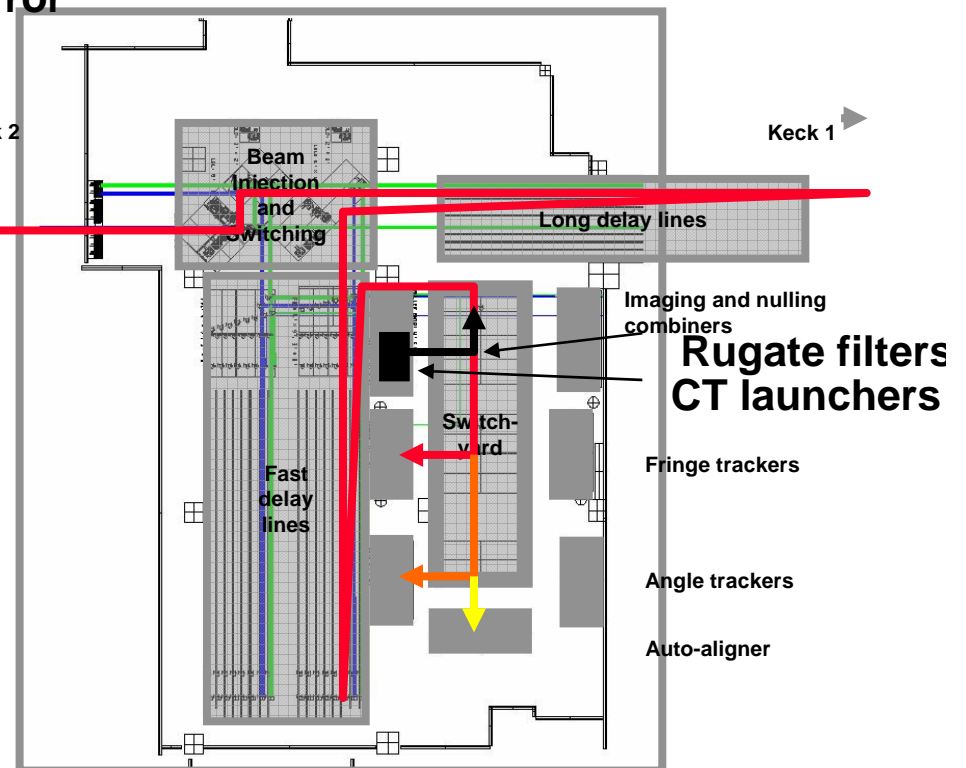 Keck 1
Beam
Injection
and
Switching
Long delay lines
Imaging and nulling
combiners
Rugate filters
CT launchers
Switch-
yard
Fast
delay
lines
Fringe trackers
Angle trackers
Auto-aligner